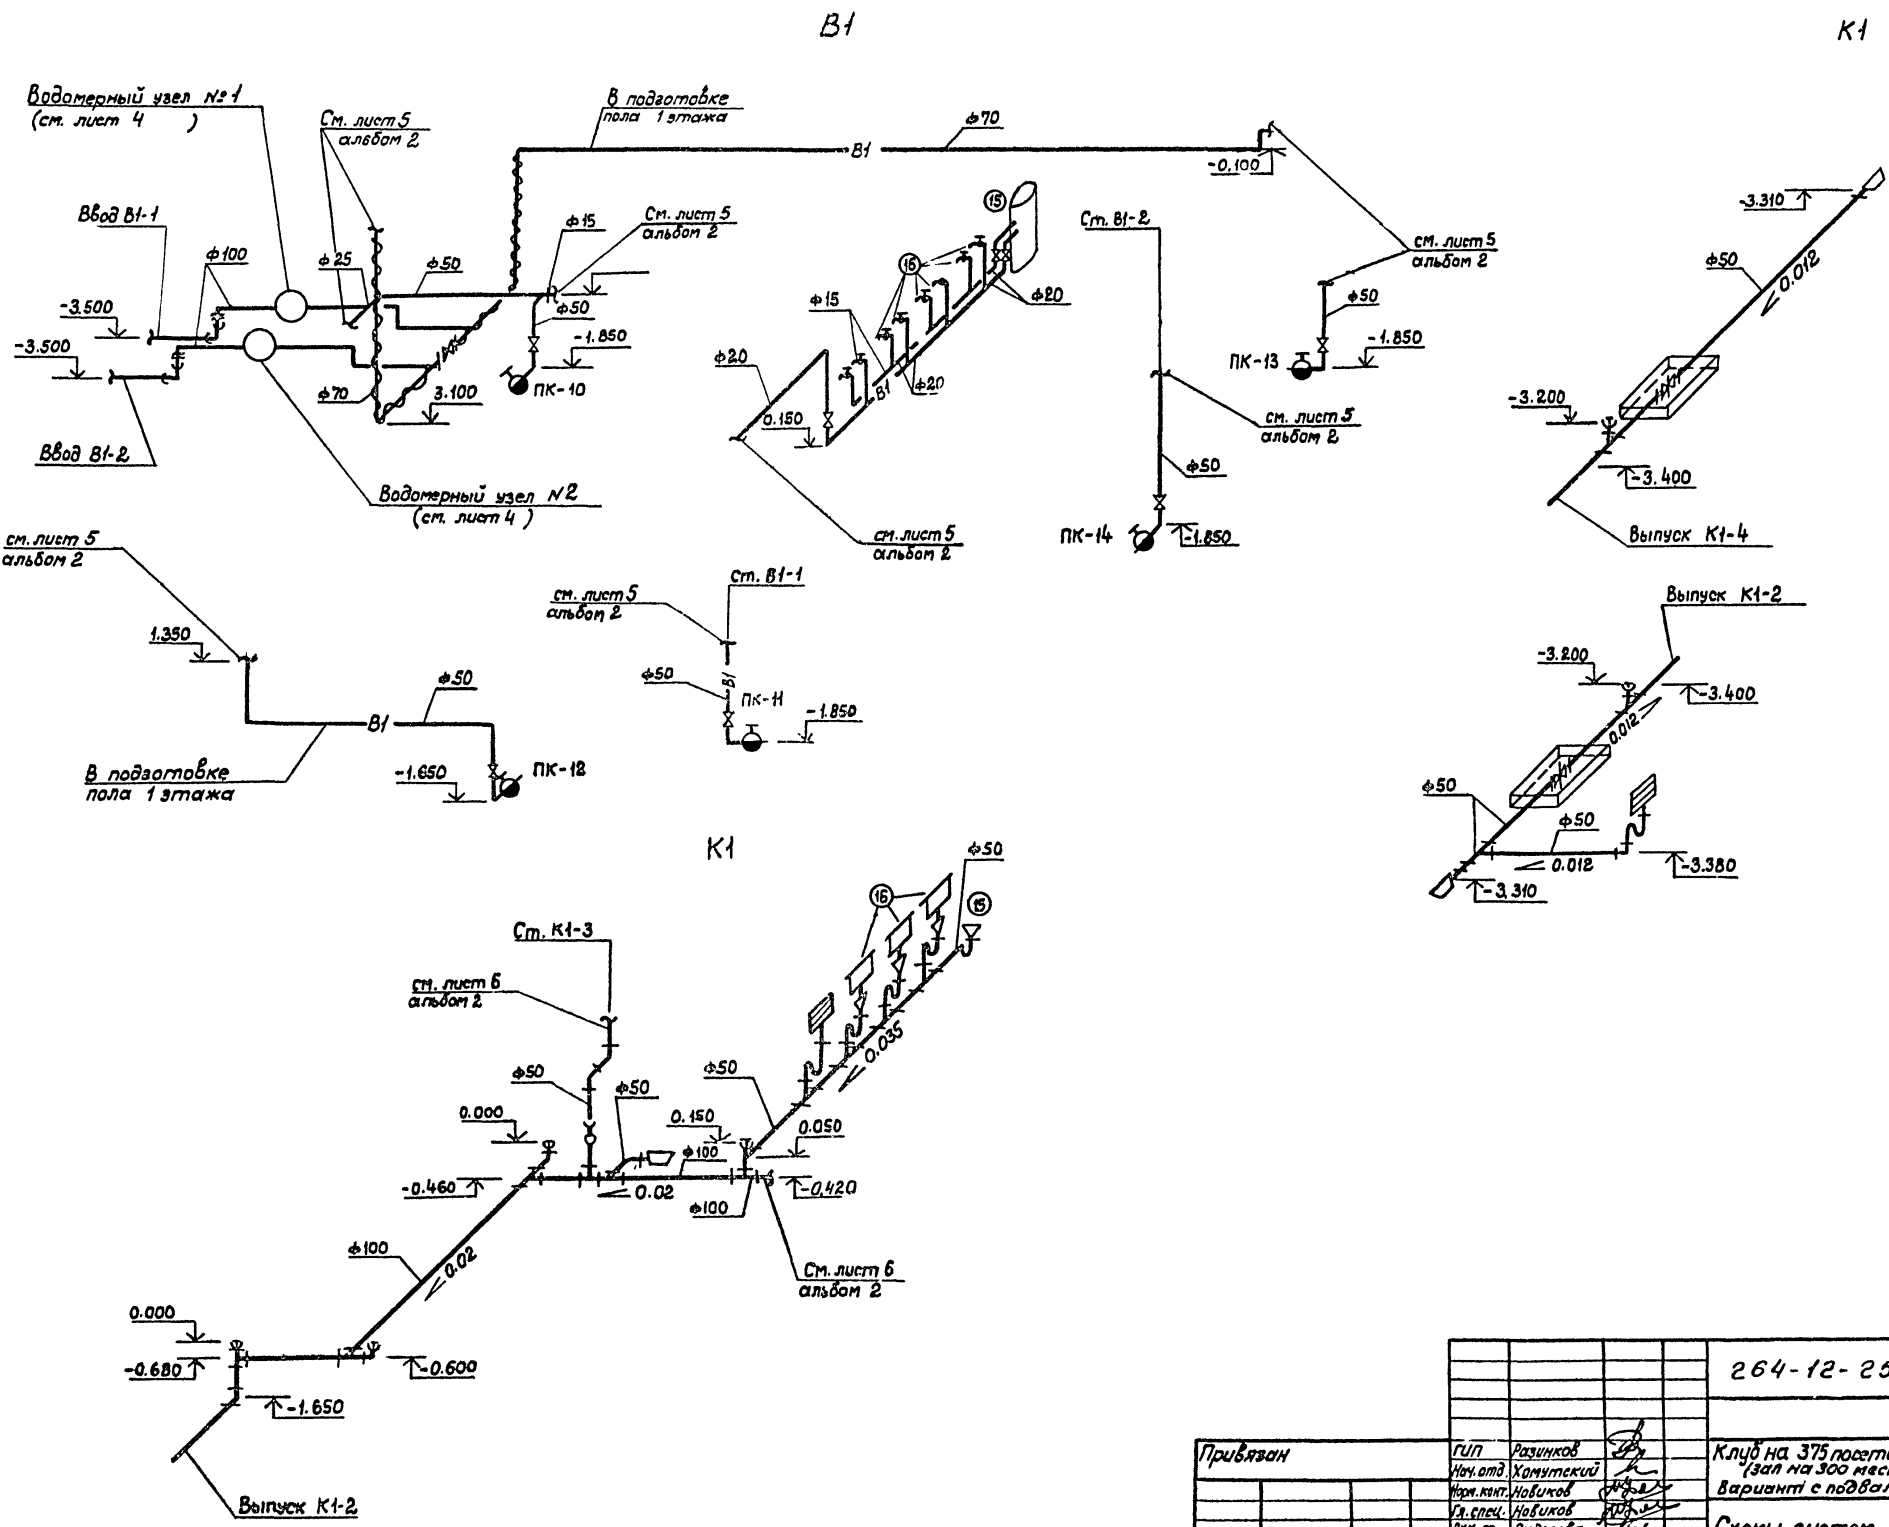 В1
К1
Водомерный узел №1
(см. лист 4 )
См. лист 5
альбом 2
В подготовке
пола 1 этажа
ф70
В1
-0.100
Ввод В1-1
ф100
ф25
ф50
ф15
См. лист 5
альбом 2
-3.500
-3.500
ф50
-1.850
ПК-10
ф70
3.100
Ввод В1-2
Водомерный узел N2
(см. лист 4 )
15
16
ф15
ф20
ф20
ф20
0.150
В1
см. лист 5
альбом 2
Ст. В1-2
см. лист 5
альбом 2
ф50
ПК-14
-1.850
см. лист 5
альбом 2
ф50
ПК-13
-1.850
-3.310
ф50
0.012
-3.200
-3.400
Выпуск К1-4
см. лист 5
альбом 2
1.350
ф50
В1
В подготовке
пола 1 этажа
-1.650
ПК-12
Ст. В1-1
см. лист 5
альбом 2
ф50
В1
ПК-11
-1.850
Выпуск К1-2
-3.200
-3.400
0.012
ф50
ф50
0.012
-3.380
-3.310
К1
ф50
16
15
Ст. К1-3
см. лист 6
альбом 2
0.035
ф50
ф50
ф50
0.000
0.150
0.050
ф100
-0.460
0.02
-0.420
ф100
ф100
0.02
См. лист 6
альбом 2
0.000
-0.680
-0.600
-1.650
Выпуск К1-2
264-12-25
Привязан
ГИП Разинков
Нач. отд. Хомутский
Норм. конт. Новиков
Гл. спец. Новиков
Клуб на 375 посети
(зал на 300 мест
Вариант с подвал